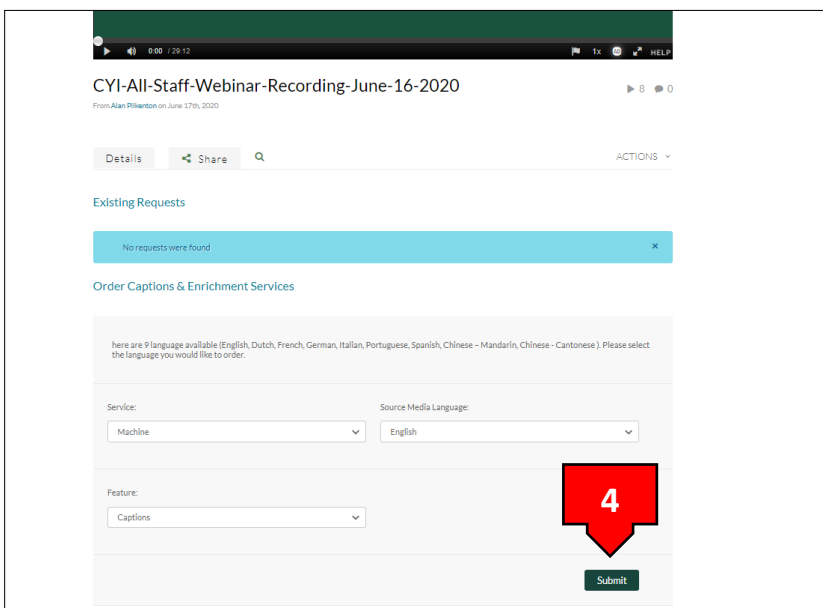 0:00 / 29:12 1x AD HELP
CYI-All-Staff-Webinar-Recording-June-16-2020
8 0
From Alan Pilkenton on June 17th, 2020
Details Share ACTIONS
Existing Requests
No requests were found ×
Order Captions & Enrichment Services
here are 9 language available (English, Dutch, French, German, Italian, Portuguese, Spanish, Chinese – Mandarin, Chinese - Cantonese ). Please select
the language you would like to order.
Service: Source Media Language:
Machine English
Feature:
Captions
4
Submit